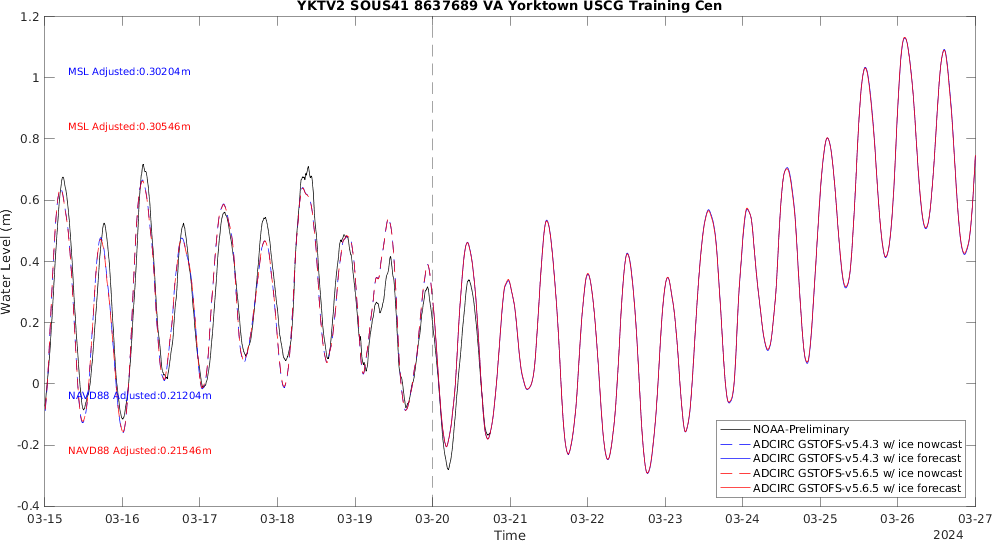 YKTV2 SOUS41 8637689 VA Yorktown USCG Training Cen
1.2
1
0.8
0.6
0.4
0.2
0
-0.2
-0.4
Water Level (m)
MSL Adjusted:0.30204m
MSL Adjusted:0.30546m
NAVD88 Adjusted:0.21204m
NAVD88 Adjusted:0.21546m
NOAA-Preliminary
ADCIRC GSTOFS-v5.4.3 w/ ice nowcast
ADCIRC GSTOFS-v5.4.3 w/ ice forecast
ADCIRC GSTOFS-v5.6.5 w/ ice nowcast
ADCIRC GSTOFS-v5.6.5 w/ ice forecast
03-15 03-16 03-17 03-18 03-19 03-20 03-21 03-22 03-23 03-24 03-25 03-26 03-27
Time
2024